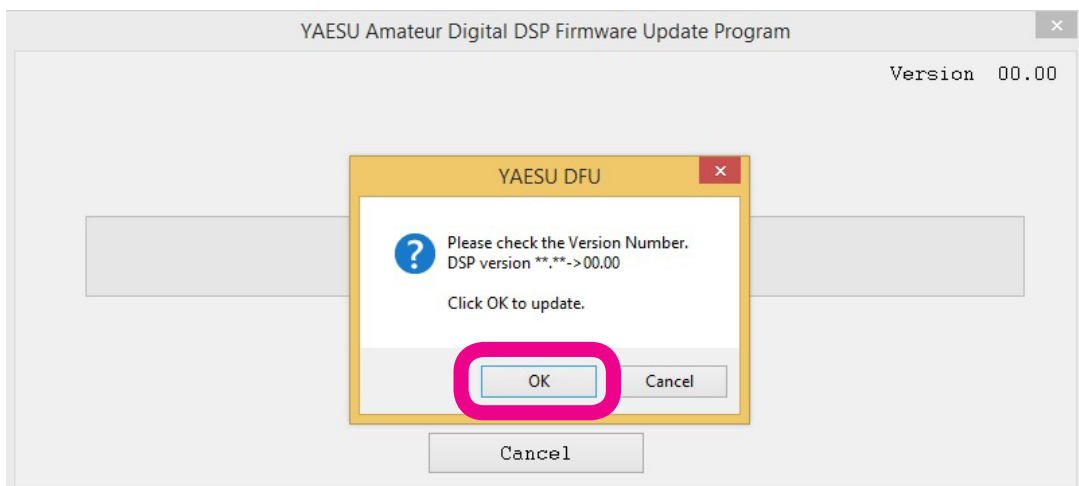 YAESU Amateur Digital DSP Firmware Update Program
Version 00.00
YAESU DFU
Please check the Version Number.
DSP version **.**->00.00
Click OK to update.
OK
Cancel
Cancel